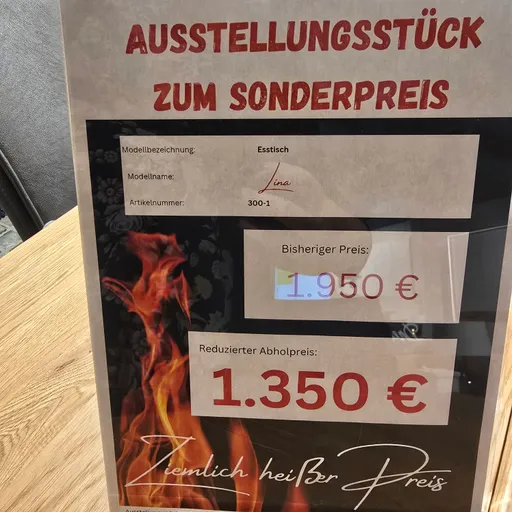 AUSSTELLUNGSSTÜCK
ZUM SONDERPREIS
Modellbezeichnung: Esstisch
Modellname: Lina
Artikelnummer: 300-1
Bisheriger Preis:
1.950 €
Reduzierter Abholpreis:
1.350 €
Ziemlich heißer Preis